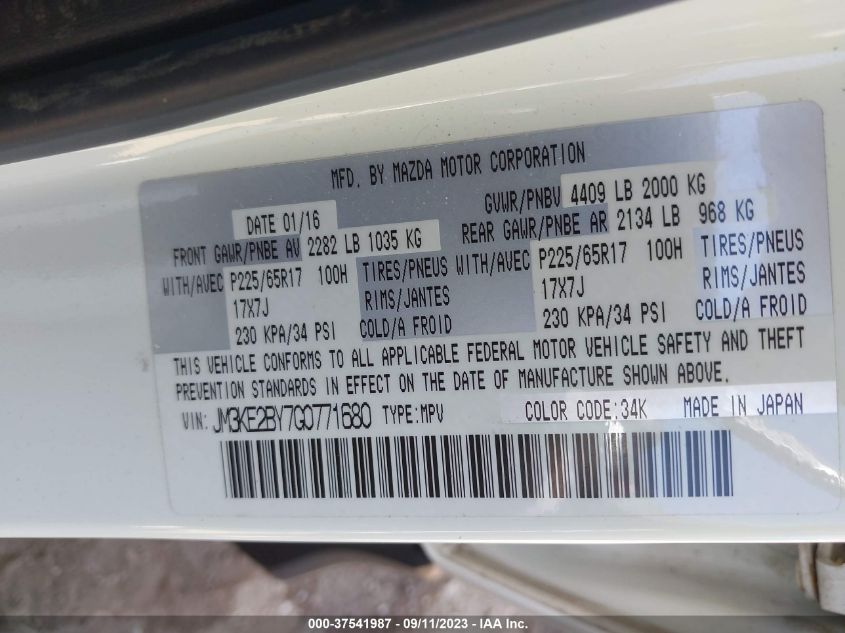 MFD. BY MAZDA MOTOR CORPORATION
DATE 01/16 GVWR/PNBV 4409 LB 2000 KG
FRONT GAWR/PNBE AV 2282 LB 1035 KG REAR GAWR/PNBE AR 2134 LB 968 KG
WITH/AVEC P225/65R17 100H TIRES/PNEUS WITH/AVEC P225/65R17 100H TIRES/PNEUS
17X7J RIMS/JANTES 17X7J RIMS/JANTES
230 KPA/34 PSI COLD/A FROID 230 KPA/34 PSI COLD/A FROID
THIS VEHICLE CONFORMS TO ALL APPLICABLE FEDERAL MOTOR VEHICLE SAFETY AND THEFT
PREVENTION STANDARDS IN EFFECT ON THE DATE OF MANUFACTURE SHOWN ABOVE.
VIN: JM3KE2BY7G0771680 TYPE:MPV COLOR CODE:34K MADE IN JAPAN
000-37541987 - 09/11/2023 - IAA Inc.